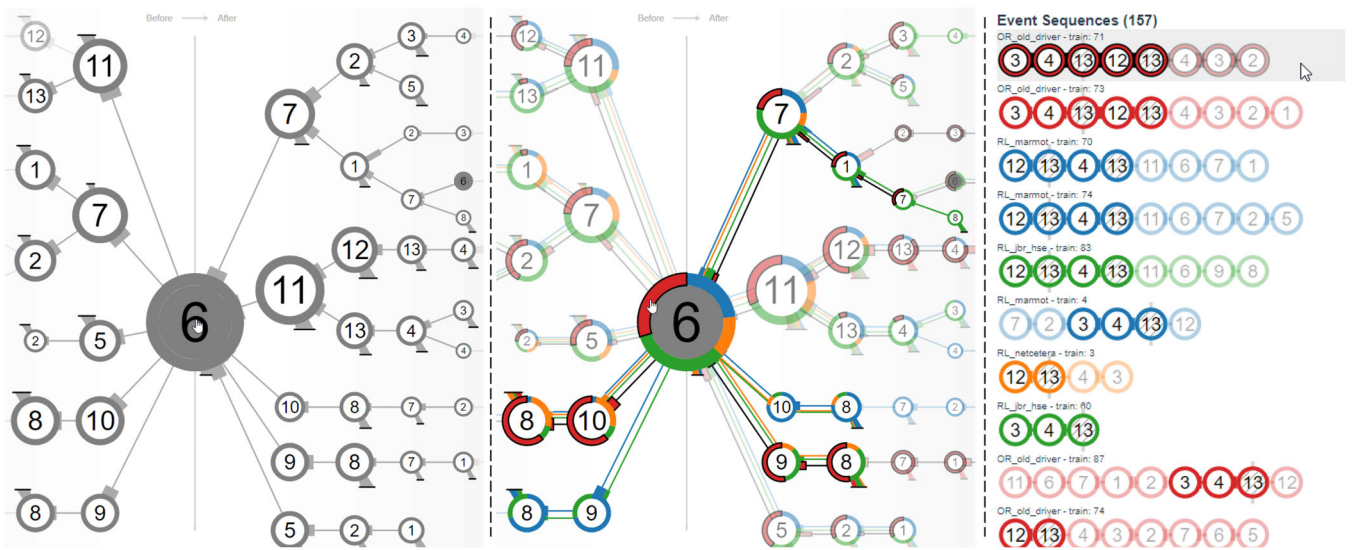 Before After
12 3 4
11 2
13 5
7
2 3
1 1
6
7
7 8
2 12 13 4
11
3
6
13 4
2 5
4
10 8 7 2
8 10
9 8 7 1
8 9
5 2 1
Before After
12 3 4
11 2
13 5
7
2 3
1 1
6
7
7 8
2 12 13 4
11
3
6
13 4
2 5
4
10 8 7 2
8 10
9 8 7 1
8 9
5 2 1
Event Sequences (157)
OR_old_driver - train: 71
3 4 13 12 13 4 3 2
OR_old_driver - train: 73
3 4 13 12 13 4 3 2 1
RL_marmot - train: 70
12 13 4 13 11 6 7 1
RL_marmot - train: 74
12 13 4 13 11 6 7 2 5
RL_jbr_hse - train: 83
12 13 4 13 11 6 9 8
RL_marmot - train: 4
7 2 3 4 13 12
RL_netcetera - train: 3
12 13 4 3
RL_jbr_hse - train: 60
3 4 13
OR_old_driver - train: 87
11 6 7 1 2 3 4 13 12
OR_old_driver - train: 74
12 13 4 3 2 7 6 5